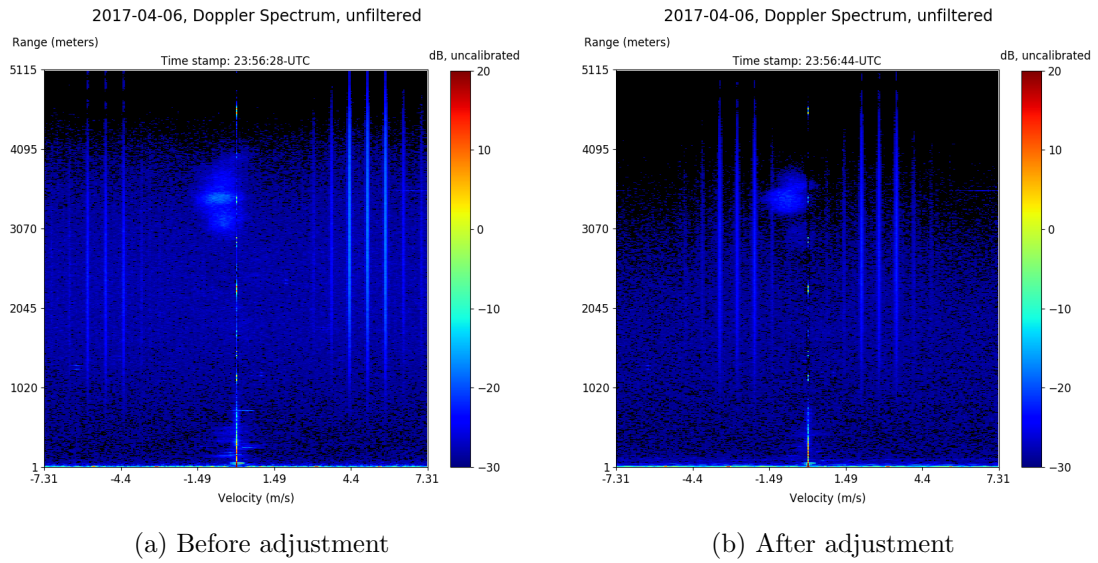 2017-04-06, Doppler Spectrum, unfiltered
Range (meters)
Time stamp: 23:56:28-UTC
dB, uncalibrated
5115
4095
3070
2045
1020
1
-7.31 -4.4 -1.49 1.49 4.4 7.31
Velocity (m/s)
20
10
0
−10
−20
−30
(a) Before adjustment
2017-04-06, Doppler Spectrum, unfiltered
Range (meters)
Time stamp: 23:56:44-UTC
dB, uncalibrated
5115
4095
3070
2045
1020
1
-7.31 -4.4 -1.49 1.49 4.4 7.31
Velocity (m/s)
20
10
0
−10
−20
−30
(b) After adjustment